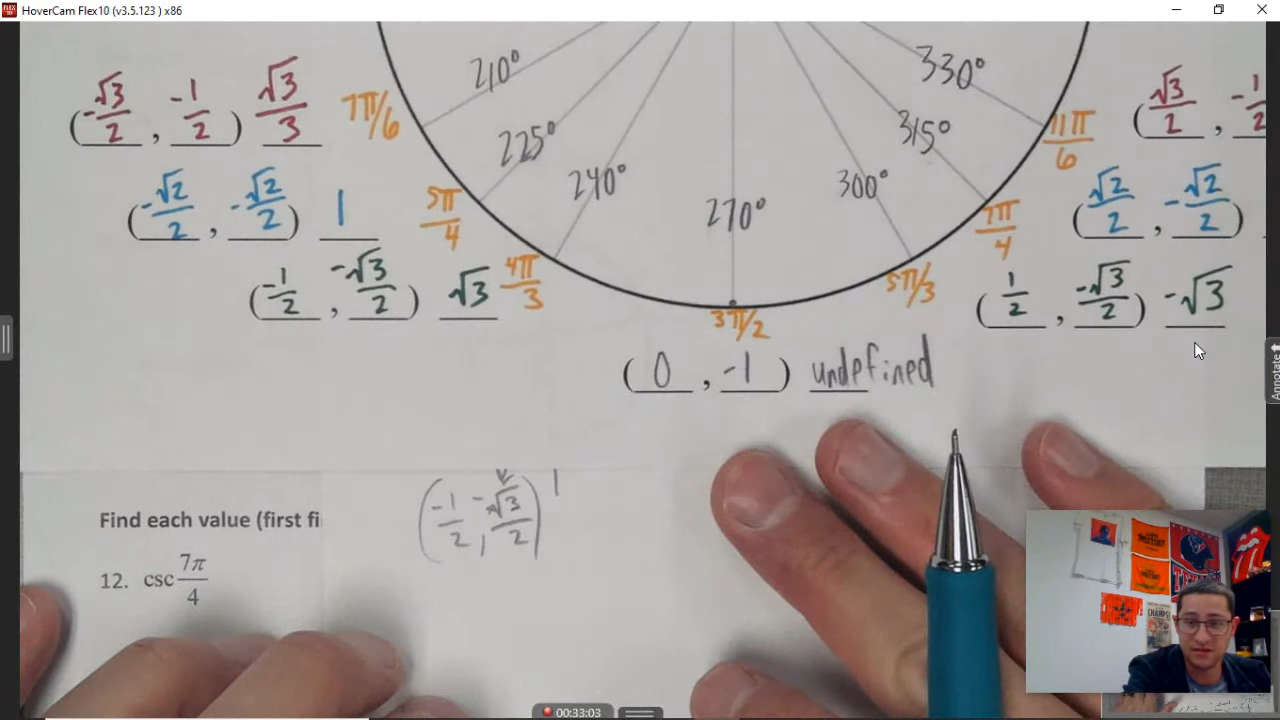 HoverCam Flex10 (v3.5.123 ) x86
210°
330°
(-√3/2 , -1/2) √3/3
7π/6
11π/6
(√3/2 , -1/2
225°
315°
(-√2/2 , -√2/2) 1
5π/4
240°
300°
270°
7π/4
(√2/2 , -√2/2)
(-1/2 , -√3/2) √3
4π/3
5π/3
(1/2 , -√3/2) -√3
3π/2
(0 , -1) undefined
Annotate
(-1/2 , -√3/2)
Find each value (first fi
12. csc 7π/4
00:33:03